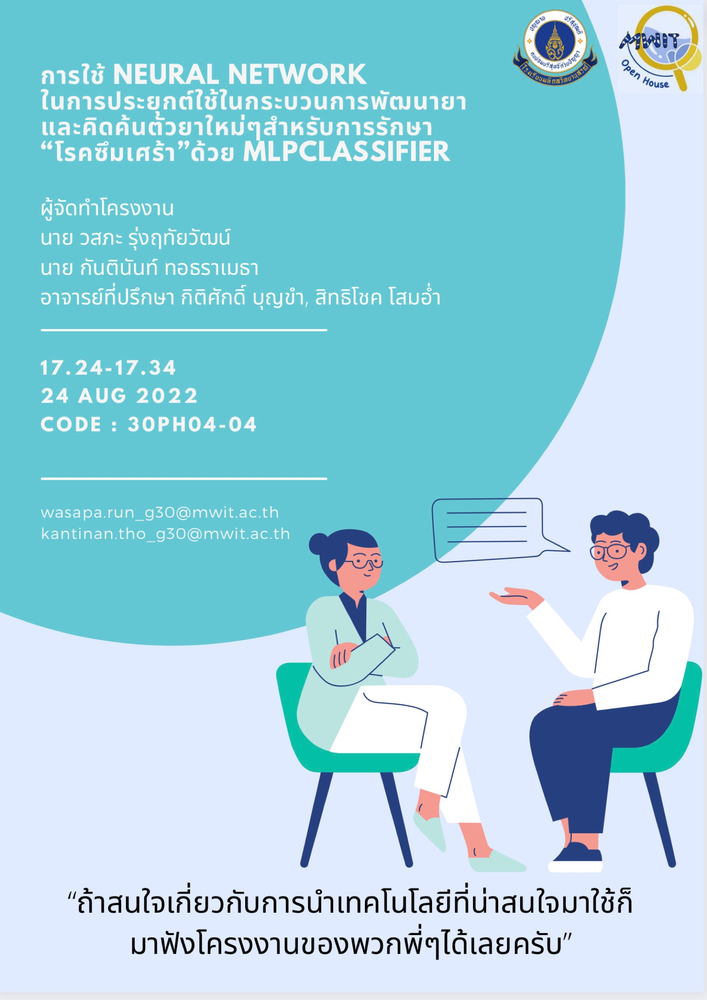 การใช้ NEURAL NETWORK
ในการประยุกต์ใช้ในกระบวนการพัฒนายา
และคิดค้นตัวยาใหม่ๆสำหรับการรักษา
“โรคซึมเศร้า”ด้วย MLPCLASSIFIER
ผู้จัดทำโครงงาน
นาย วสภะ รุ่งฤทัยวัฒน์
นาย กันตินันท์ ทอธราเมธา
อาจารย์ที่ปรึกษา กิติศักดิ์ บุญขำ, สิทธิโชค โสมอ่ำ
17.24-17.34
24 AUG 2022
CODE : 30PH04-04
wasapa.run_g30@mwit.ac.th
kantinan.tho_g30@mwit.ac.th
MWIT
Open House
“ถ้าสนใจเกี่ยวกับการนำเทคโนโลยีที่น่าสนใจมาใช้ก็
มาฟังโครงงานของพวกพี่ๆได้เลยครับ”